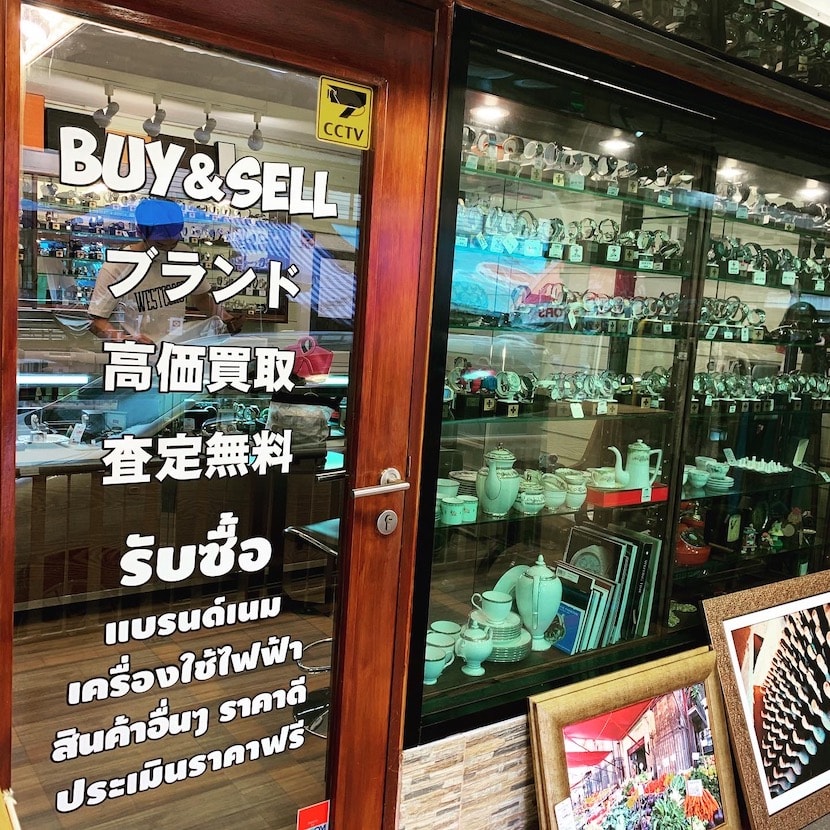 CCTV
BUY&SELL
ブランド
高価買取
査定無料
รับซื้อ
แบรนด์เนม
เครื่องใช้ไฟฟ้า
สินค้าอื่นๆ ราคาดี
ประเมินราคาฟรี